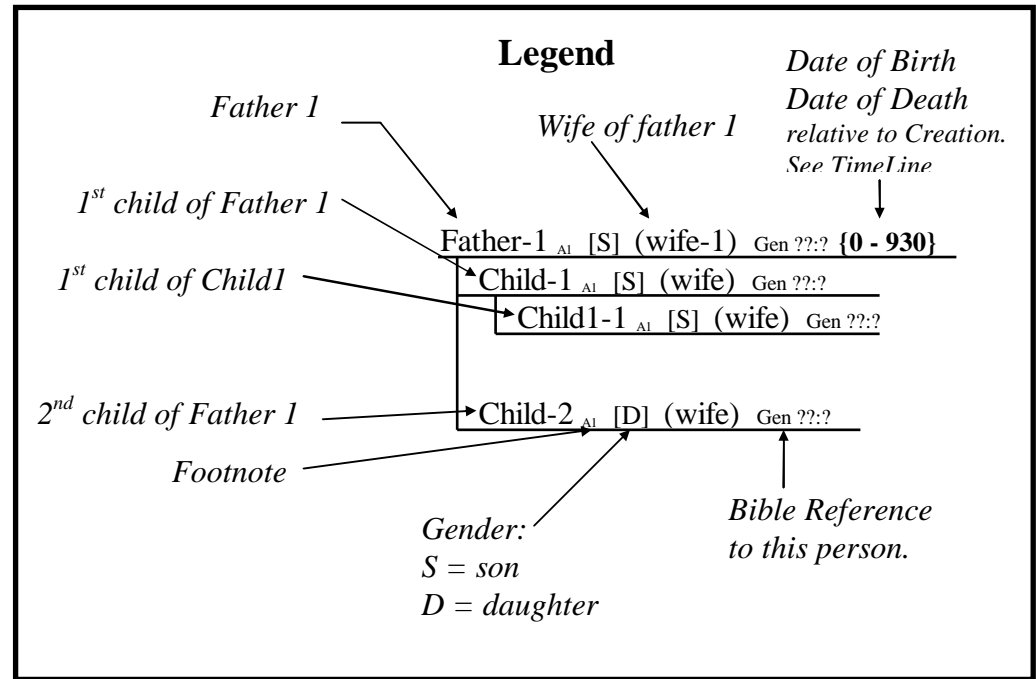 Legend
Date of Birth
Date of Death
relative to Creation.
See TimeLine
Father 1
Wife of father 1
1st child of Father 1
Father-1 A1 [S] (wife-1) Gen ??:? {0 - 930}
Child-1 A1 [S] (wife) Gen ??:?
1st child of Child1
Child1-1 A1 [S] (wife) Gen ??:?
2nd child of Father 1
Child-2 A1 [D] (wife) Gen ??:?
Footnote
Gender:
S = son
D = daughter
Bible Reference
to this person.